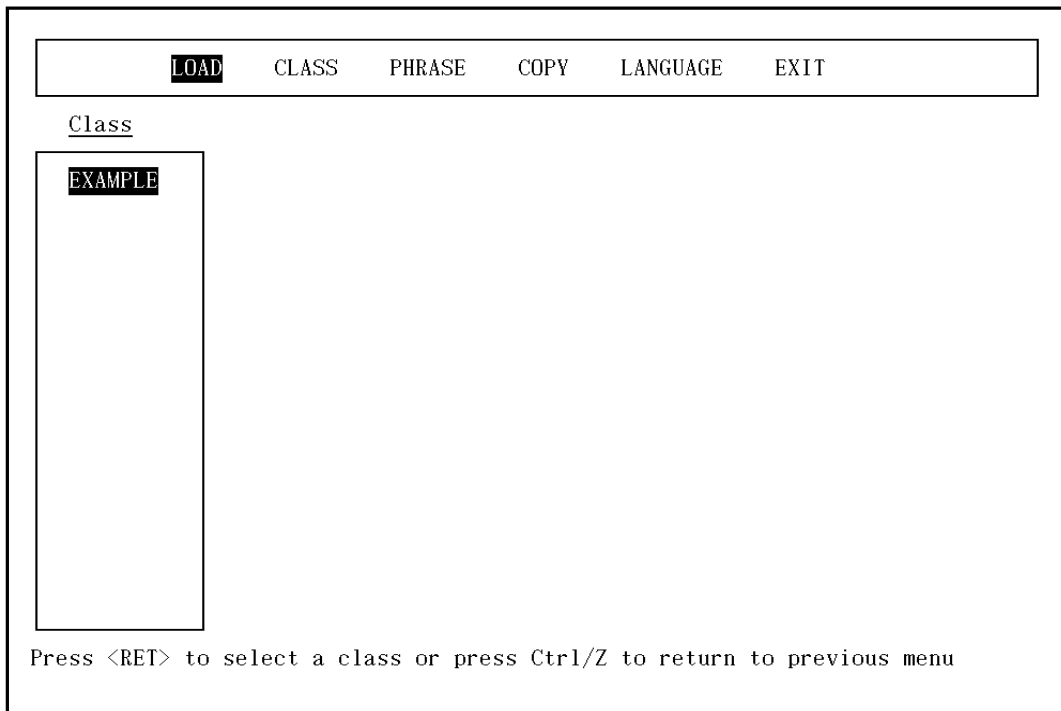 LOAD CLASS PHRASE COPY LANGUAGE EXIT
Class
EXAMPLE
Press <RET> to select a class or press Ctrl/Z to return to previous menu